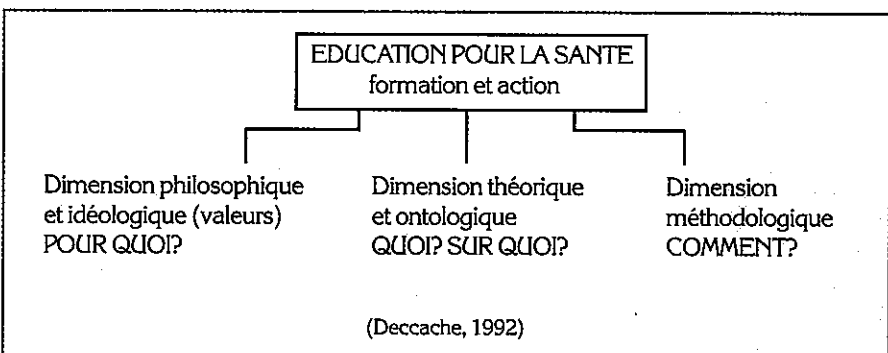 EDUCATION POUR LA SANTE
formation et action
Dimension philosophique
et idéologique (valeurs)
POUR QUOI?
Dimension théorique
et ontologique
QUOI? SUR QUOI?
Dimension
méthodologique
COMMENT?
(Deccache, 1992)